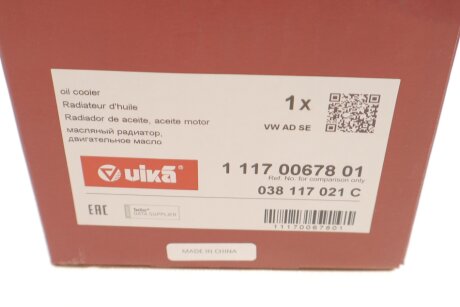 oil cooler
Radiateur d'huile
Radiador de aceite, aceite motor
масляный радиатор,
двигательное масло
1 x
VW AD SE
vika®
1 117 00678 01
Ref. No. for comparison only
038 117 021 C
EAC
TecDoc
DATA SUPPLIER
11170067801
MADE IN CHINA